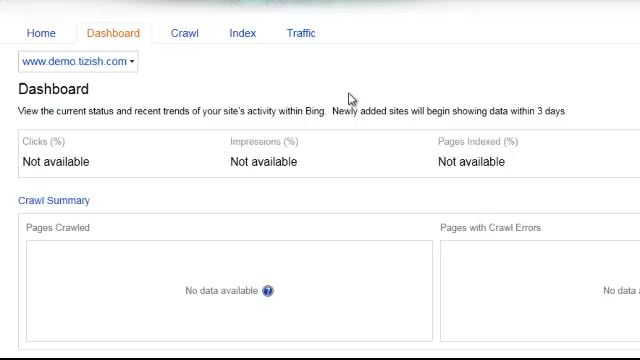 Home Dashboard Crawl Index Traffic
www.demo.tizish.com
Dashboard
View the current status and recent trends of your site's activity within Bing. Newly added sites will begin showing data within 3 days.
Clicks (%) Impressions (%) Pages Indexed (%)
Not available Not available Not available
Crawl Summary
Pages Crawled Pages with Crawl Errors
No data available ? No data